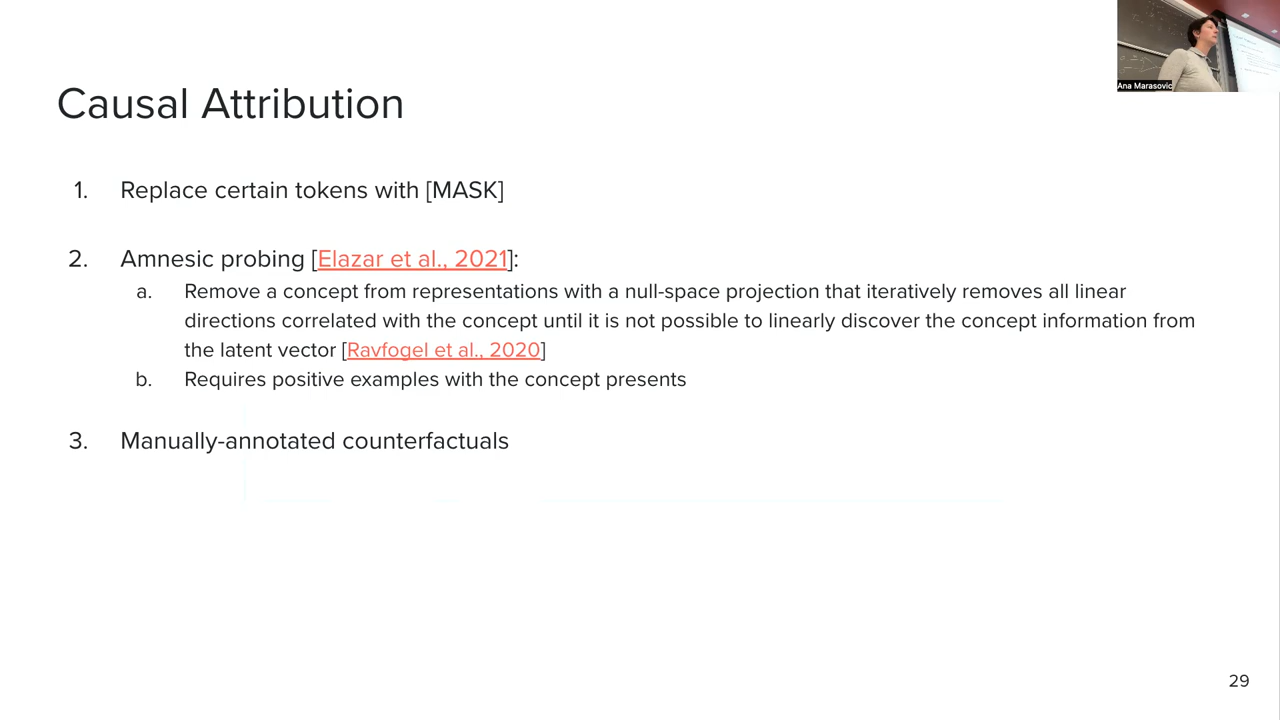 Causal Attribution
1. Replace certain tokens with [MASK]
2. Amnesic probing [Elazar et al., 2021]:
a. Remove a concept from representations with a null-space projection that iteratively removes all linear
directions correlated with the concept until it is not possible to linearly discover the concept information from
the latent vector [Ravfogel et al., 2020]
b. Requires positive examples with the concept presents
3. Manually-annotated counterfactuals
Ana Marasovic
29